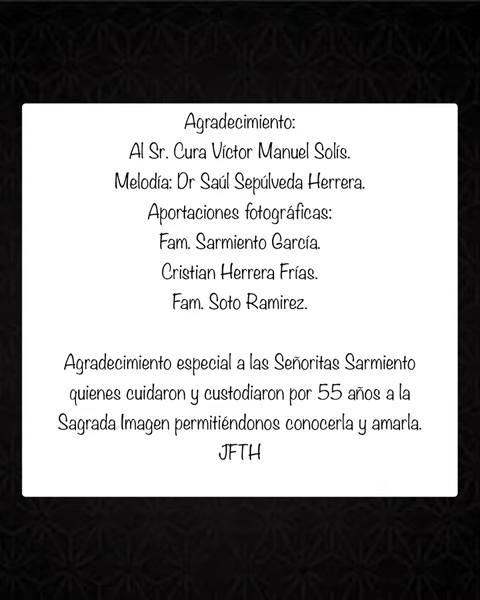 Agradecimiento:
Al Sr. Cura Víctor Manuel Solís.
Melodía: Dr Saúl Sepúlveda Herrera.
Aportaciones fotográficas:
Fam. Sarmiento García.
Cristian Herrera Frías.
Fam. Soto Ramirez.
Agradecimiento especial a las Señoritas Sarmiento
quienes cuidaron y custodiaron por 55 años a la
Sagrada Imagen permitiéndonos conocerla y amarla.
JFTH